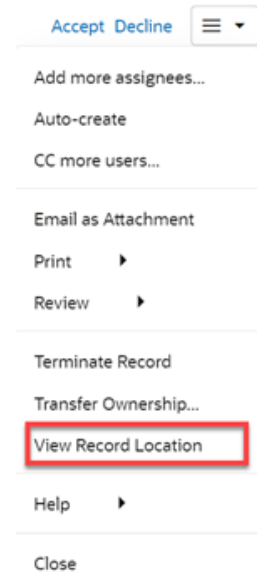 Accept Decline
Add more assignees...
Auto-create
CC more users...
Email as Attachment
Print
Review
Terminate Record
Transfer Ownership...
View Record Location
Help
Close